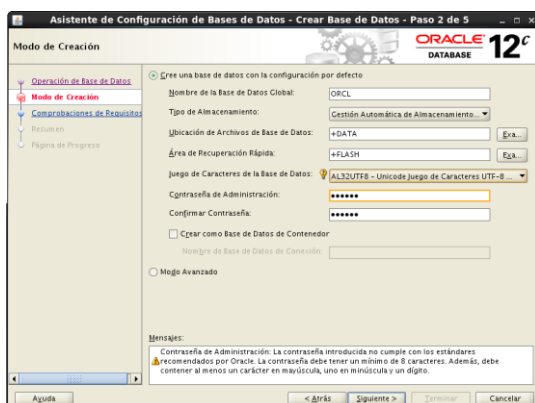 Asistente de Configuración de Bases de Datos - Crear Base de Datos - Paso 2 de 5
Modo de Creación
ORACLE
DATABASE
12c
Operación de Base de Datos
Modo de Creación
Comprobaciones de Requisitos
Resumen
Página de Progreso
Cree una base de datos con la configuración por defecto
Nombre de la Base de Datos Global:
ORCL
Tipo de Almacenamiento:
Gestión Automática de Almacenamiento...
Ubicación de Archivos de Base de Datos:
+DATA
Exa...
Área de Recuperación Rápida:
+FLASH
Exa...
Juego de Caracteres de la Base de Datos:
AL32UTF8 - Unicode Juego de Caracteres UTF-8 ...
Contraseña de Administración:
••••••
Confirmar Contraseña:
••••••
Crear como Base de Datos de Contenedor
Nombre de Base de Datos de Conexión:
Modo Avanzado
Mensajes:
Contraseña de Administración: La contraseña introducida no cumple con los estándares
recomendados por Oracle. La contraseña debe tener un mínimo de 8 caracteres. Además, debe
contener al menos un carácter en mayúscula, uno en minúscula y un dígito.
Ayuda
< Atrás
Siguiente >
Terminar
Cancelar